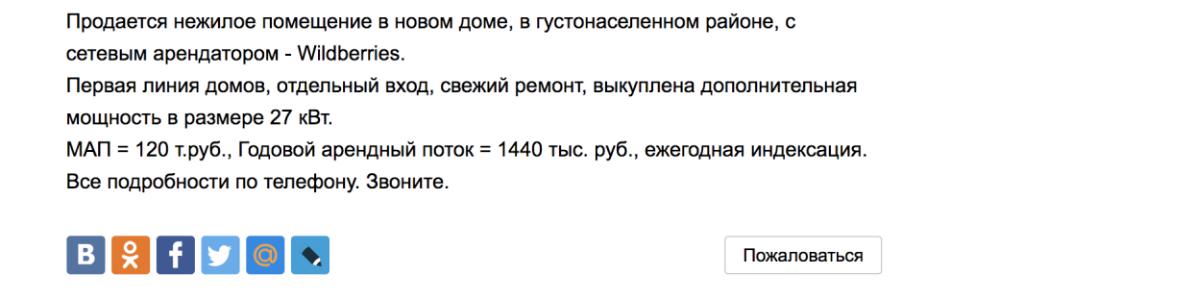 Продается нежилое помещение в новом доме, в густонаселенном районе, с
сетевым арендатором - Wildberries.
Первая линия домов, отдельный вход, свежий ремонт, выкуплена дополнительная
мощность в размере 27 кВт.
МАП = 120 т.руб., Годовой арендный поток = 1440 тыс. руб., ежегодная индексация.
Все подробности по телефону. Звоните.
Пожаловаться